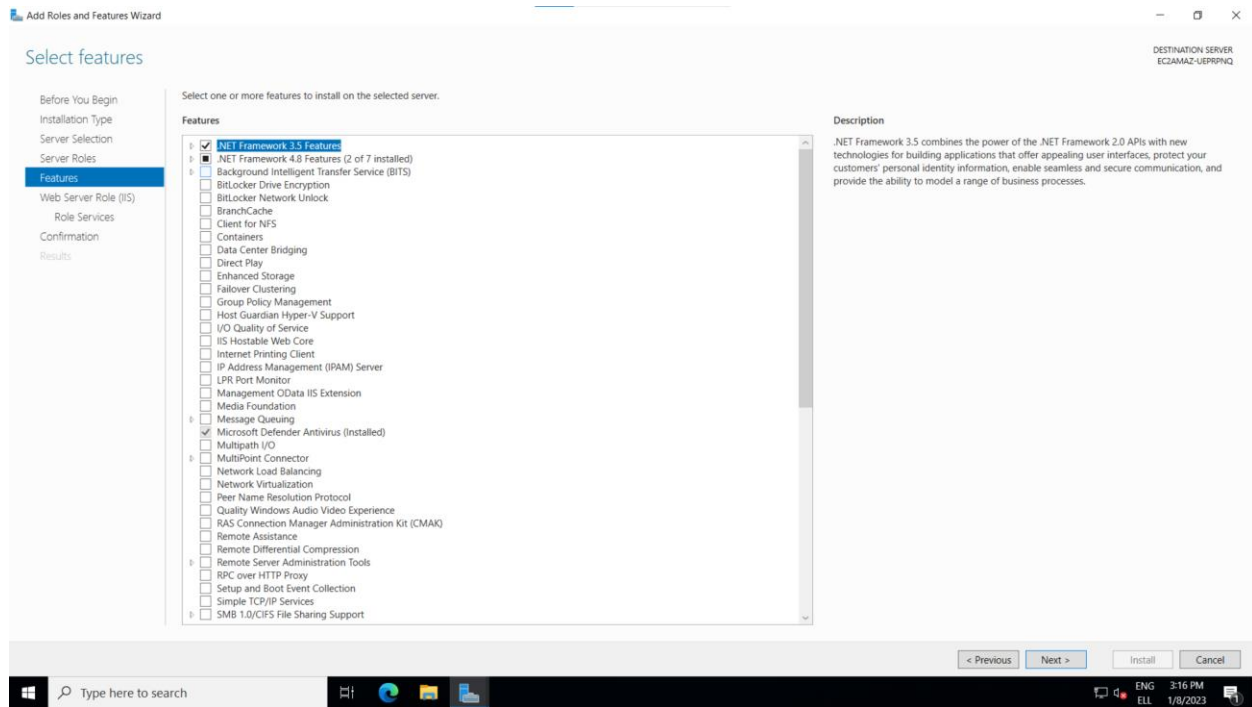 Add Roles and Features Wizard
Select features
DESTINATION SERVER
EC2AMAZ-UEPRPNQ
Before You Begin
Installation Type
Server Selection
Server Roles
Features
Web Server Role (IIS)
Role Services
Confirmation
Results
Select one or more features to install on the selected server.
Features
.NET Framework 3.5 Features
.NET Framework 4.8 Features (2 of 7 installed)
Background Intelligent Transfer Service (BITS)
BitLocker Drive Encryption
BitLocker Network Unlock
BranchCache
Client for NFS
Containers
Data Center Bridging
Direct Play
Enhanced Storage
Failover Clustering
Group Policy Management
Host Guardian Hyper-V Support
I/O Quality of Service
IIS Hostable Web Core
Internet Printing Client
IP Address Management (IPAM) Server
LPR Port Monitor
Management OData IIS Extension
Media Foundation
Message Queuing
Microsoft Defender Antivirus (Installed)
Multipath I/O
MultiPoint Connector
Network Load Balancing
Network Virtualization
Peer Name Resolution Protocol
Quality Windows Audio Video Experience
RAS Connection Manager Administration Kit (CMAK)
Remote Assistance
Remote Differential Compression
Remote Server Administration Tools
RPC over HTTP Proxy
Setup and Boot Event Collection
Simple TCP/IP Services
SMB 1.0/CIFS File Sharing Support
Description
.NET Framework 3.5 combines the power of the .NET Framework 2.0 APIs with new
technologies for building applications that offer appealing user interfaces, protect your
customers' personal identity information, enable seamless and secure communication, and
provide the ability to model a range of business processes.
< Previous
Next >
Install
Cancel
Type here to search
ENG
ELL
3:16 PM
1/8/2023
1